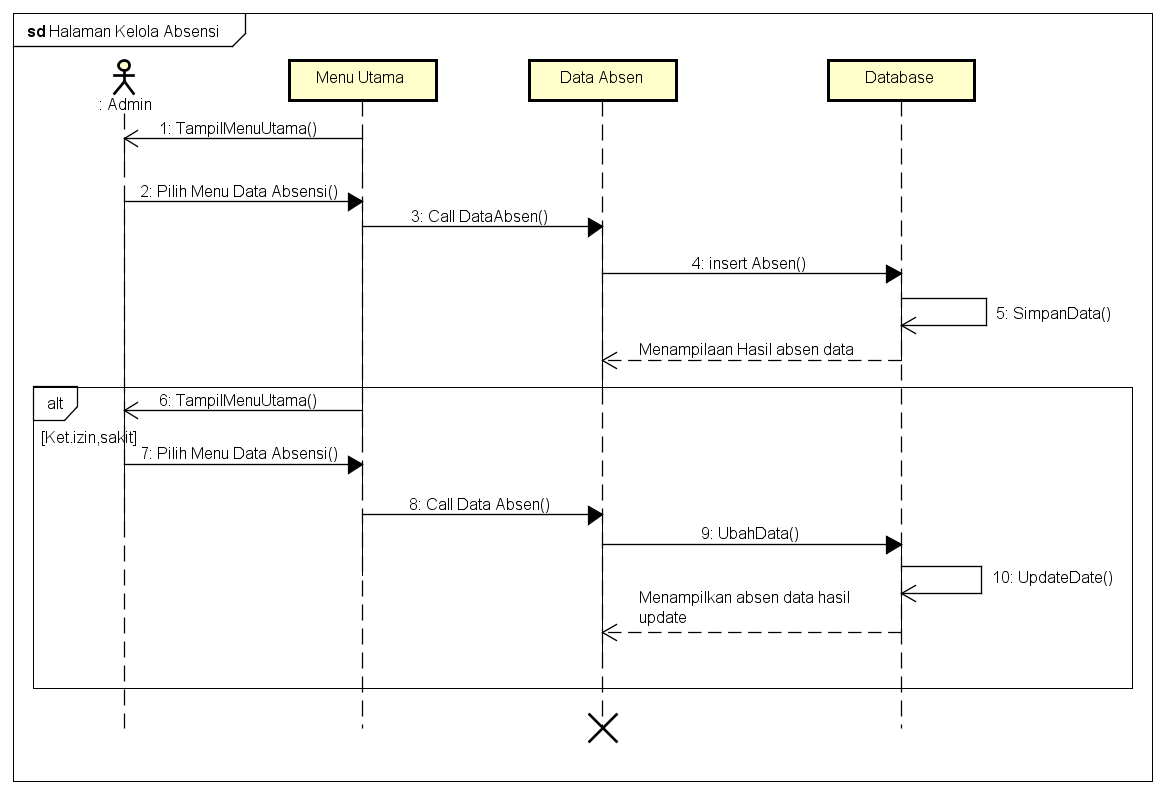 sd Halaman Kelola Absensi
: Admin
Menu Utama
Data Absen
Database
1: TampilMenuUtama()
2: Pilih Menu Data Absensi()
3: Call DataAbsen()
4: insert Absen()
5: SimpanData()
Menampilaan Hasil absen data
alt
6: TampilMenuUtama()
[Ket.izin,sakit]
7: Pilih Menu Data Absensi()
8: Call Data Absen()
9: UbahData()
10: UpdateDate()
Menampilkan absen data hasil
update